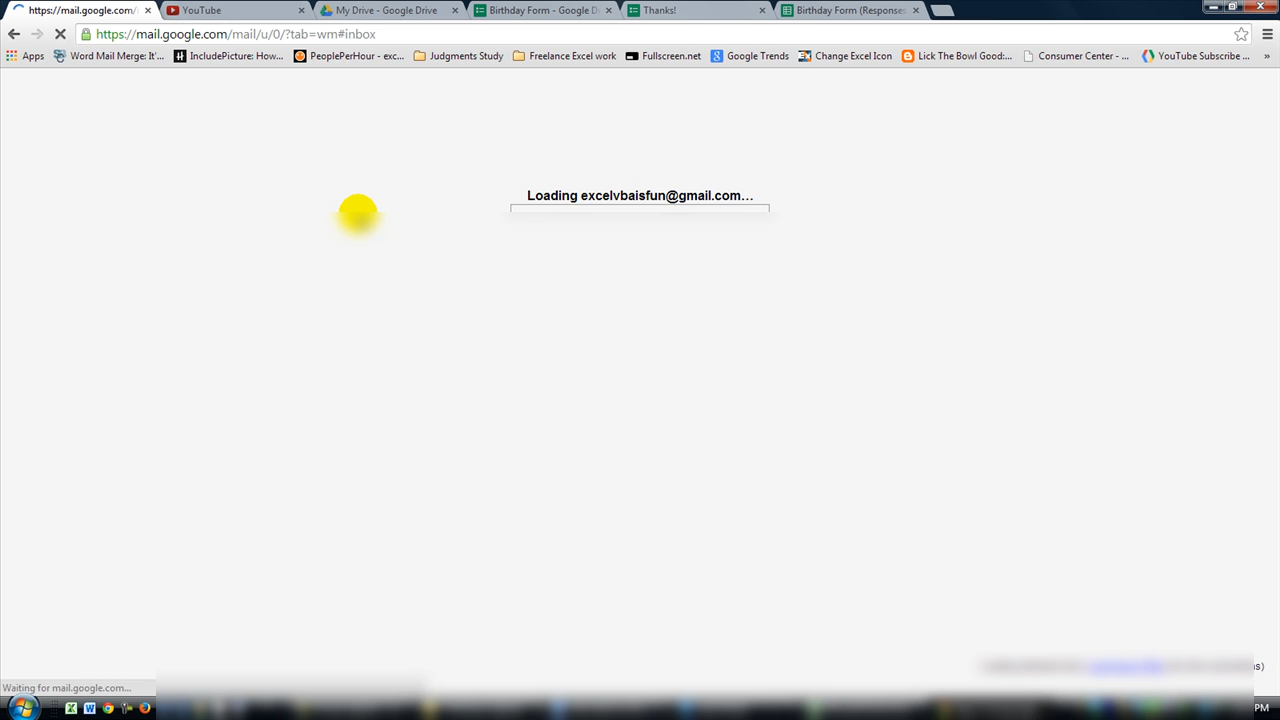 https://mail.google.com/
YouTube
My Drive - Google Drive
Birthday Form - Google D
Thanks!
Birthday Form (Responses
https://mail.google.com/mail/u/0/?tab=wm#inbox
Apps
Word Mail Merge: It'...
IncludePicture: How...
PeoplePerHour - exc...
Judgments Study
Freelance Excel work
Fullscreen.net
Google Trends
Change Excel Icon
Lick The Bowl Good:...
Consumer Center - ...
YouTube Subscribe ...
»
Loading excelvbaisfun@gmail.com…
Waiting for mail.google.com...
PM